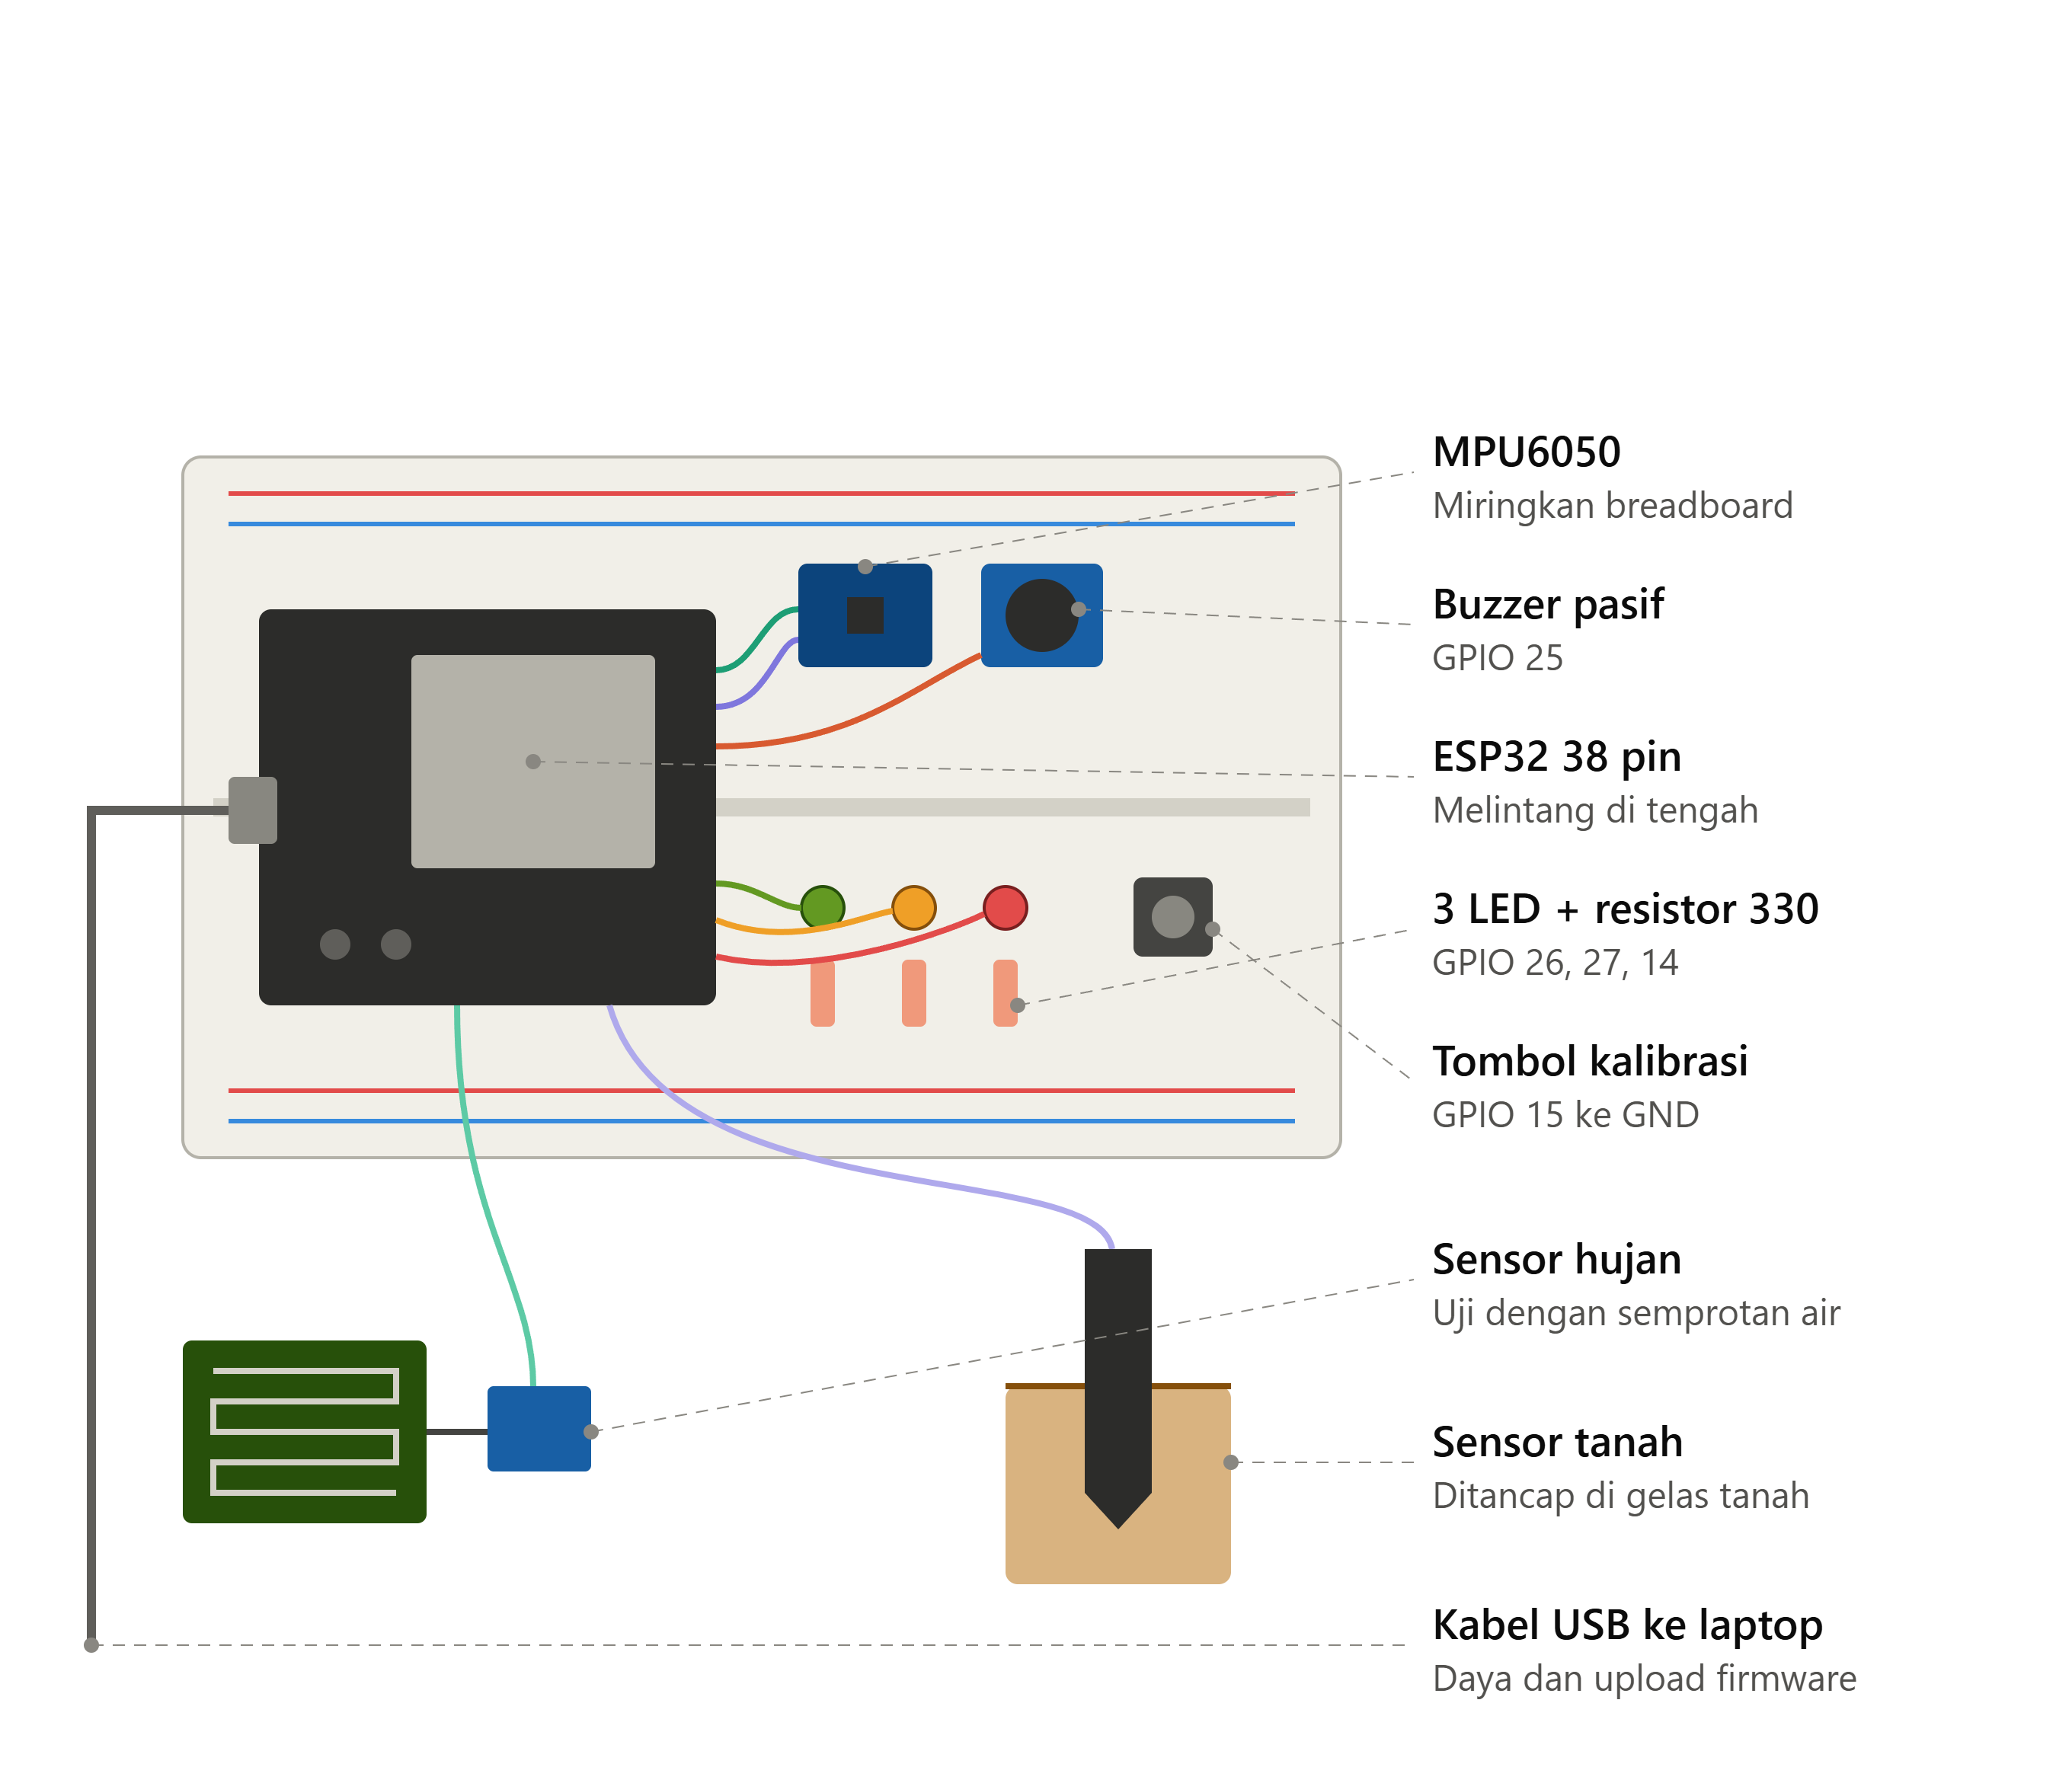 MPU6050
Miringkan breadboard
Buzzer pasif
GPIO 25
ESP32 38 pin
Melintang di tengah
3 LED + resistor 330
GPIO 26, 27, 14
Tombol kalibrasi
GPIO 15 ke GND
Sensor hujan
Uji dengan semprotan air
Sensor tanah
Ditancap di gelas tanah
Kabel USB ke laptop
Daya dan upload firmware